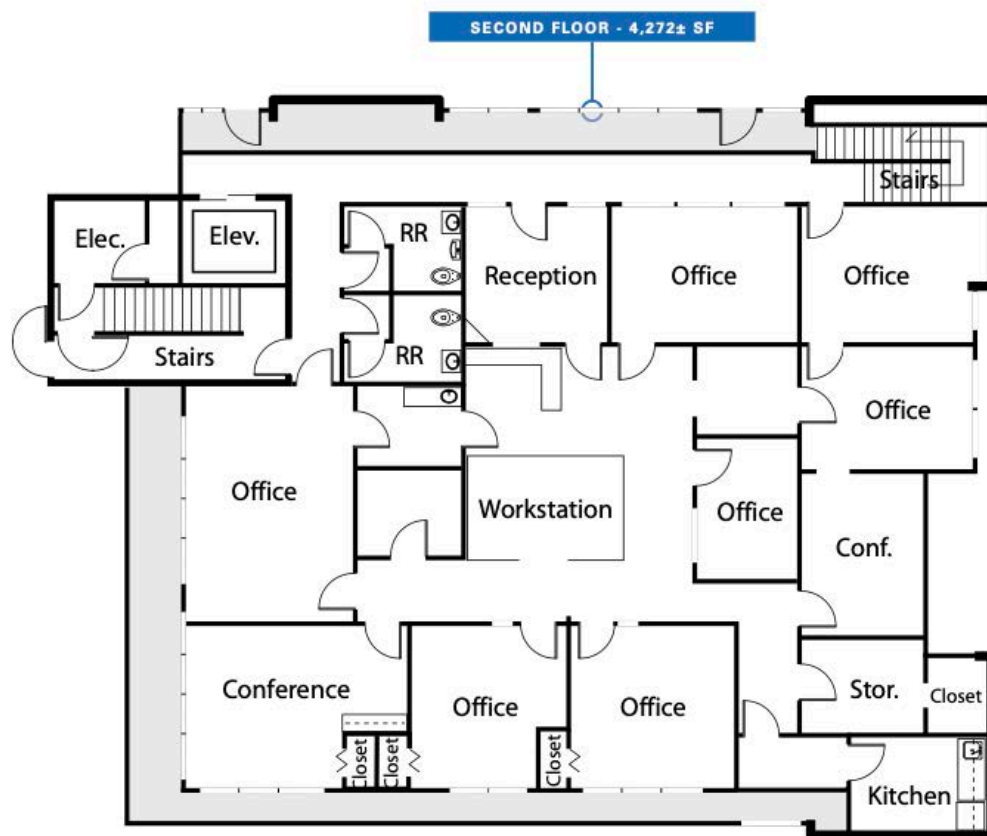 SECOND FLOOR - 4,272± SF
Stairs
Elec.
Elev.
RR
Reception
Office
Office
Stairs
RR
Office
Office
Workstation
Office
Conf.
Conference
Office
Office
Stor.
Closet
Closet
Closet
Closet
Kitchen